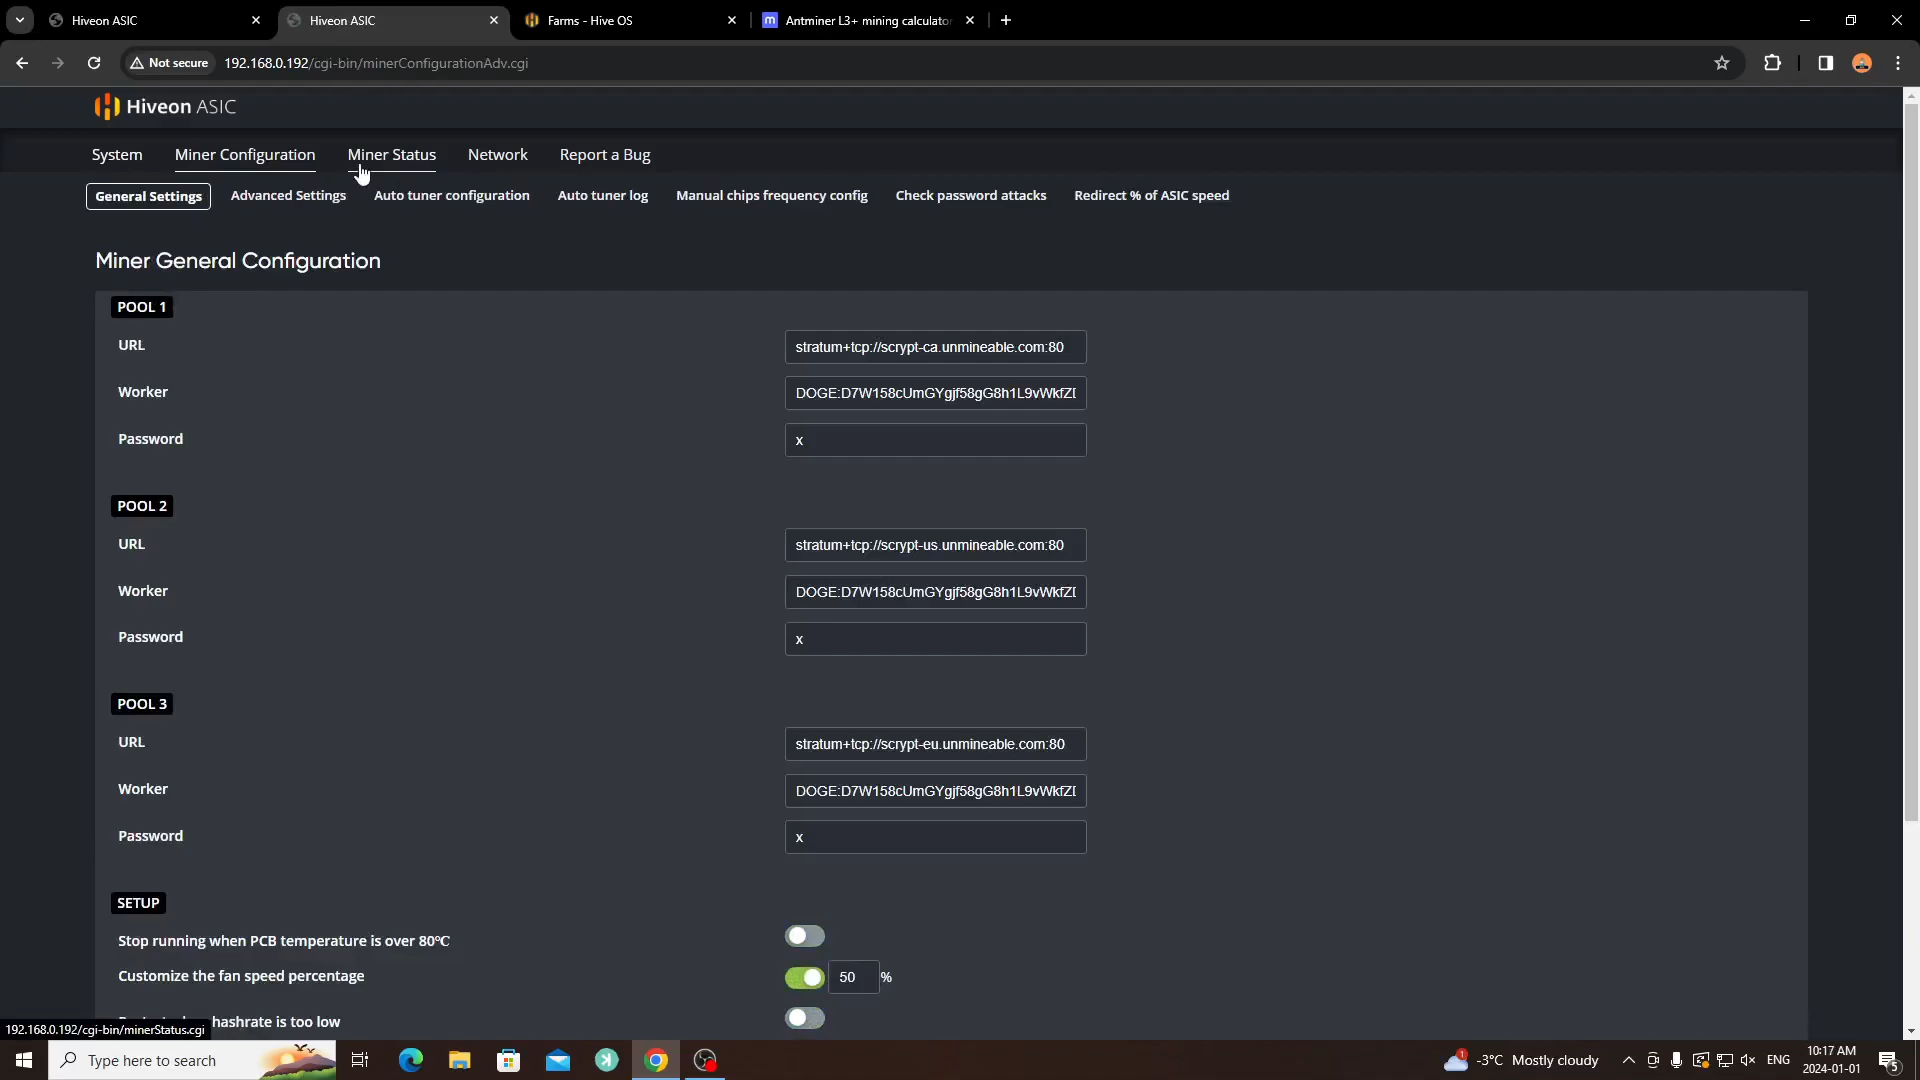 Hiveon ASIC
Hiveon ASIC
Farms - Hive OS
Antminer L3+ mining calculator
Not secure
192.168.0.192/cgi-bin/minerConfigurationAdv.cgi
Hiveon ASIC
System
Miner Configuration
Miner Status
Network
Report a Bug
General Settings
Advanced Settings
Auto tuner configuration
Auto tuner log
Manual chips frequency config
Check password attacks
Redirect % of ASIC speed
Miner General Configuration
POOL 1
URL
stratum+tcp://scrypt-ca.unmineable.com:80
Worker
DOGE:D7W158cUmGYgjf58gG8h1L9vWkfZ
Password
x
POOL 2
URL
stratum+tcp://scrypt-us.unmineable.com:80
Worker
DOGE:D7W158cUmGYgjf58gG8h1L9vWkfZ
Password
x
POOL 3
URL
stratum+tcp://scrypt-eu.unmineable.com:80
Worker
DOGE:D7W158cUmGYgjf58gG8h1L9vWkfZ
Password
x
SETUP
Stop running when PCB temperature is over 80℃
Customize the fan speed percentage
50 %
hashrate is too low
192.168.0.192/cgi-bin/minerStatus.cgi
Type here to search
1
-3°C Mostly cloudy
ENG
10:17 AM
2024-01-01
5